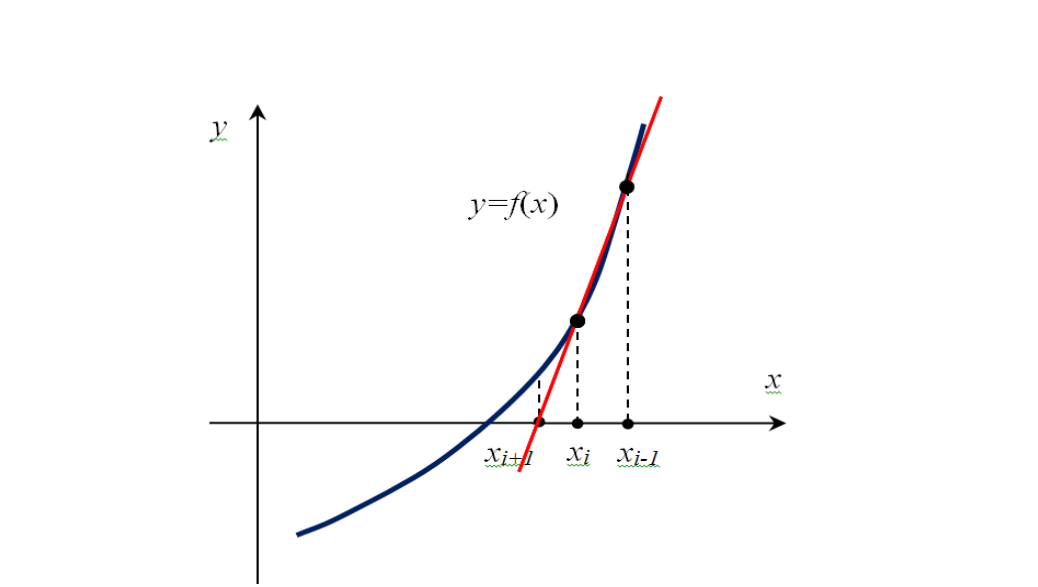 y
y=f(x)
x
xi+1 xi xi-1